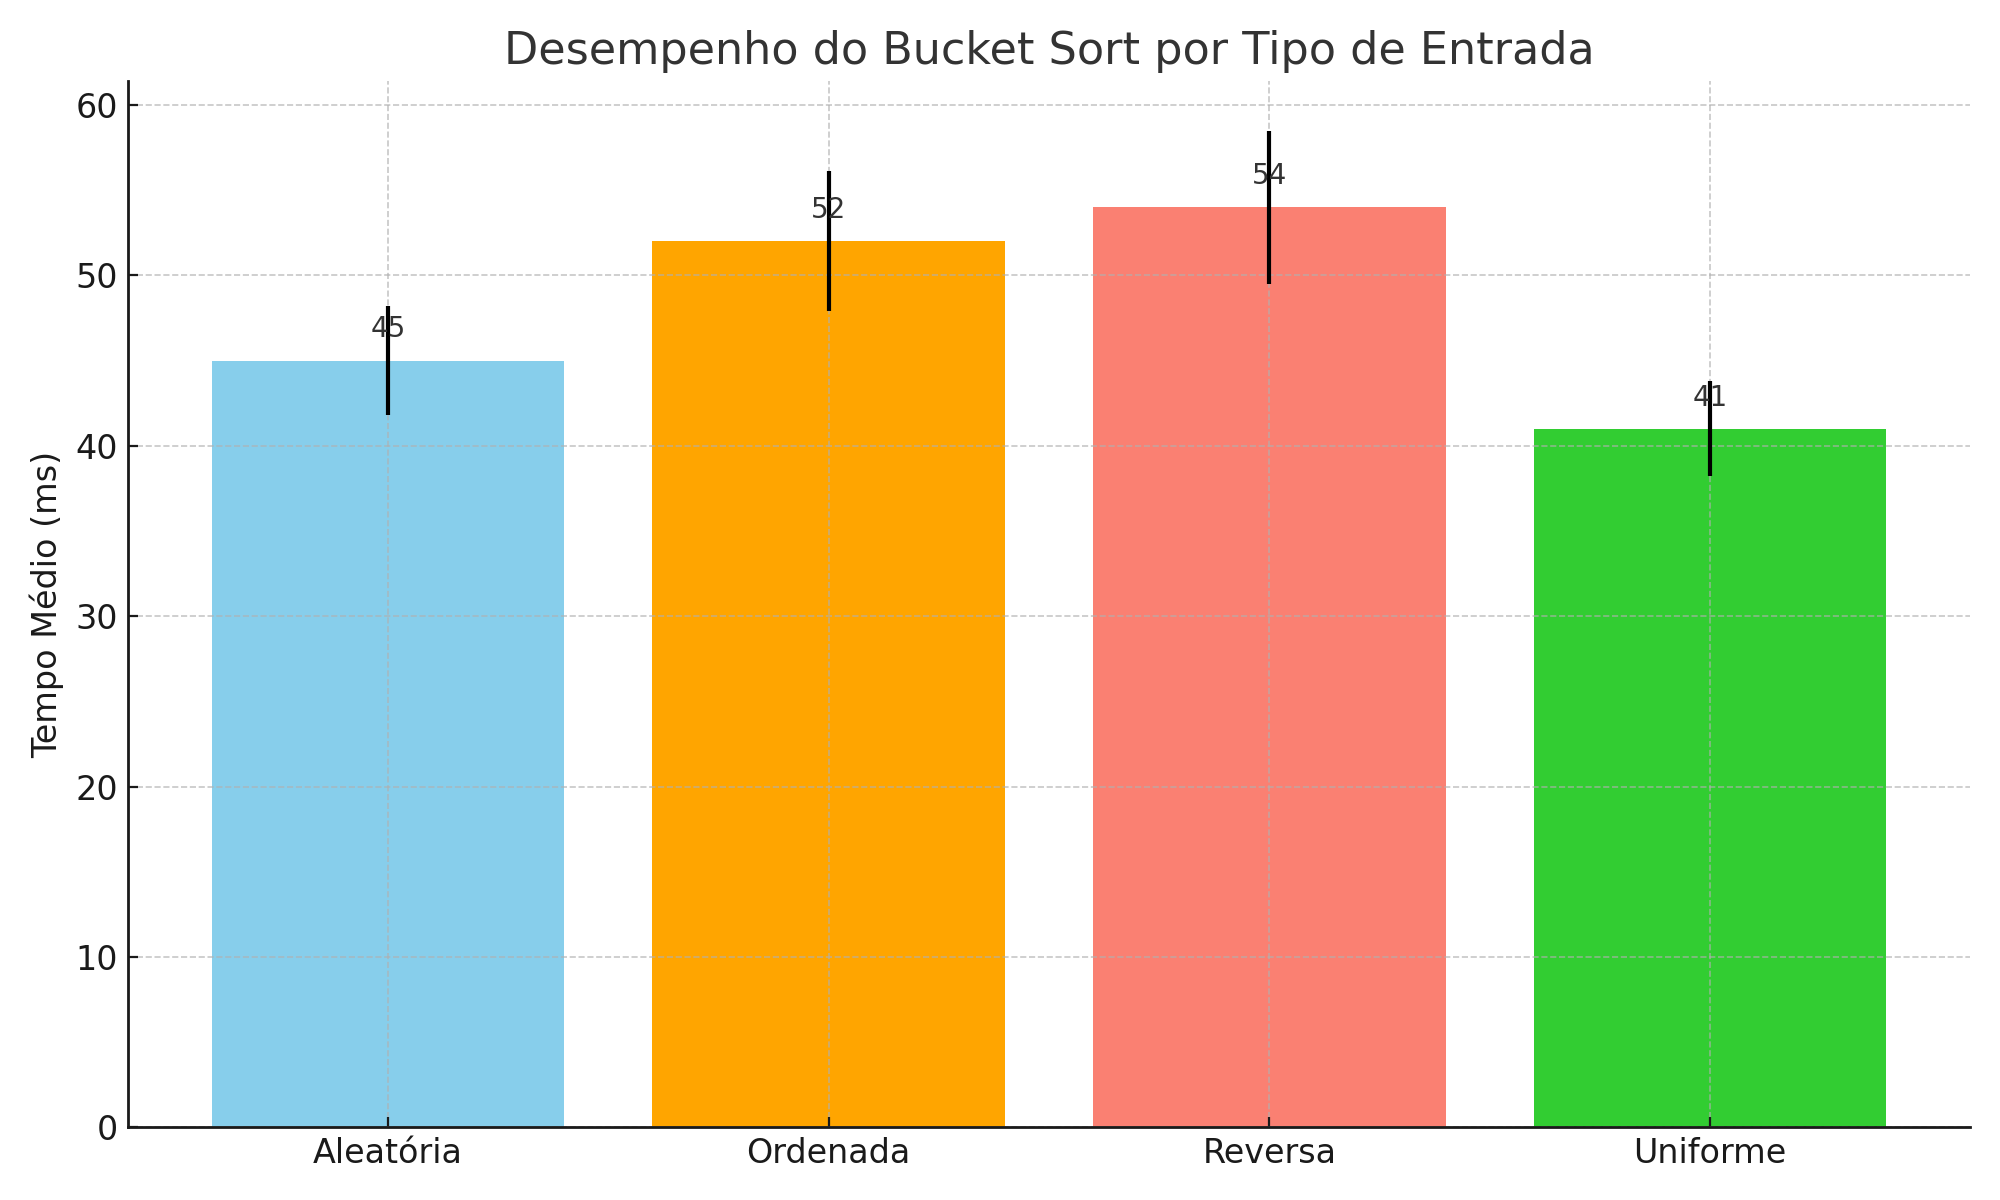 Desempenho do Bucket Sort por Tipo de Entrada
Tempo Médio (ms)
60
50
40
30
20
10
0
45
52
54
41
Aleatória
Ordenada
Reversa
Uniforme